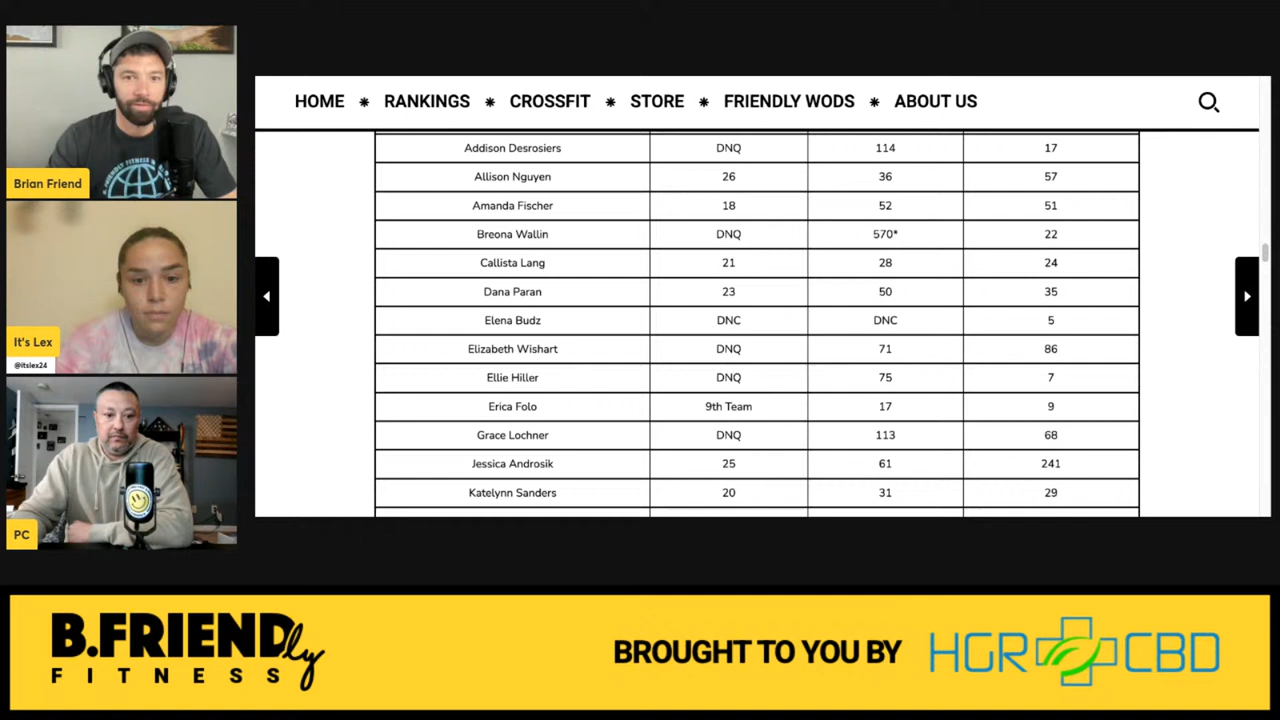 Brian Friend
It's Lex
@itslex24
PC
HOME ✱ RANKINGS ✱ CROSSFIT ✱ STORE ✱ FRIENDLY WODS ✱ ABOUT US
Addison Desrosiers DNQ 114 17
Allison Nguyen 26 36 57
Amanda Fischer 18 52 51
Breona Wallin DNQ 570* 22
Callista Lang 21 28 24
Dana Paran 23 50 35
Elena Budz DNC DNC 5
Elizabeth Wishart DNQ 71 86
Ellie Hiller DNQ 75 7
Erica Folo 9th Team 17 9
Grace Lochner DNQ 113 68
Jessica Androsik 25 61 241
Katelynn Sanders 20 31 29
B.FRIENDly
FITNESS
BROUGHT TO YOU BY
HGR CBD